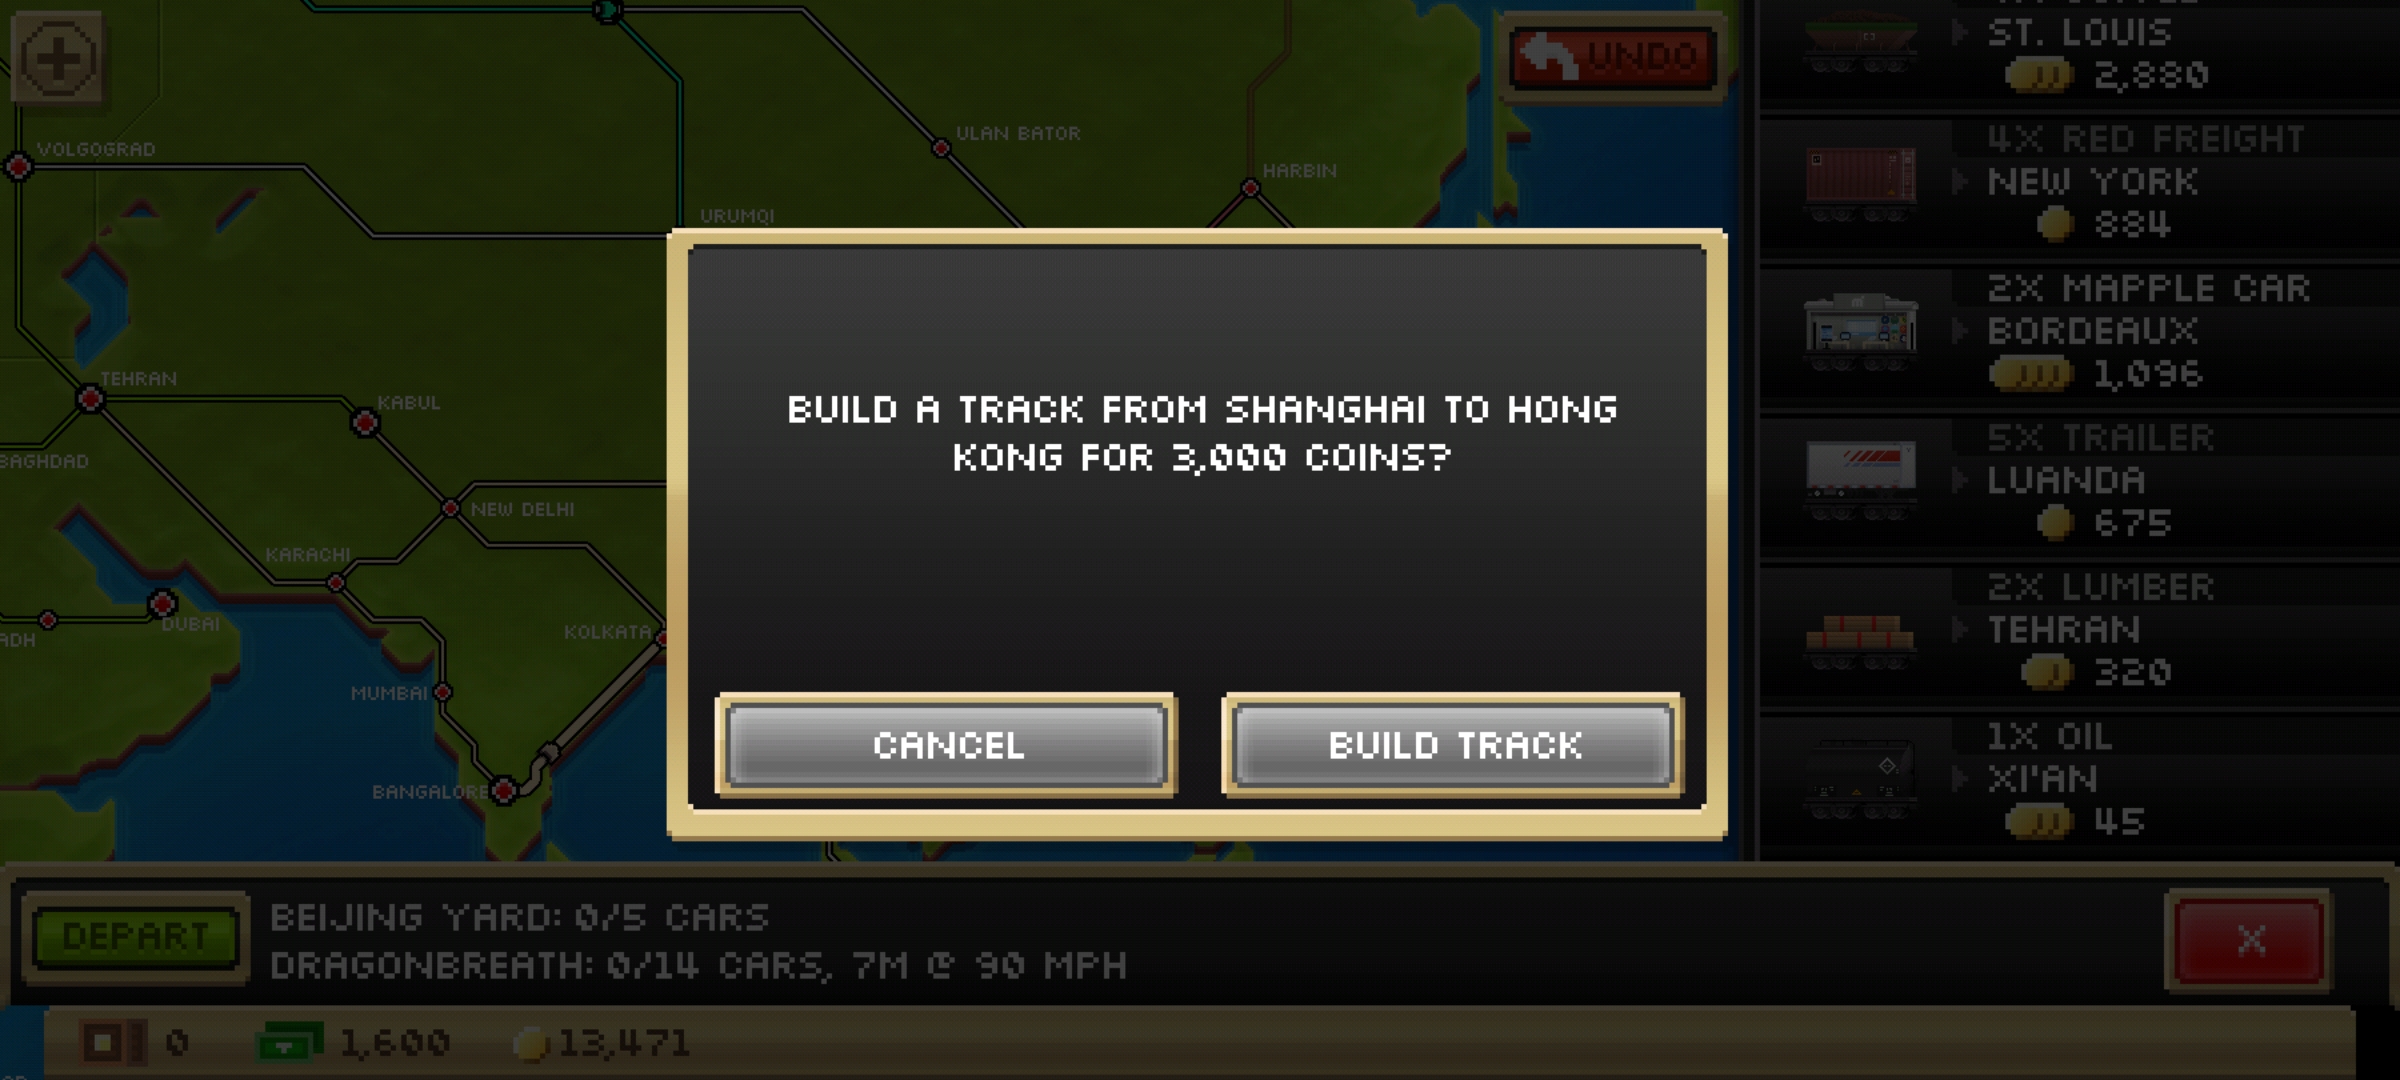 UNDO
VOLGOGRAD
ULAN BATOR
HARBIN
URUMQI
TEHRAN
KABUL
BAGHDAD
NEW DELHI
KARACHI
DUBAI
KOLKATA
MUMBAI
BANGALORE
BUILD A TRACK FROM SHANGHAI TO HONG
KONG FOR 3,000 COINS?
CANCEL
BUILD TRACK
ST. LOUIS
2,880
4X RED FREIGHT
NEW YORK
884
2X MAPPLE CAR
BORDEAUX
1,096
5X TRAILER
LUANDA
675
2X LUMBER
TEHRAN
320
1X OIL
XI'AN
45
DEPART
BEIJING YARD: 0/5 CARS
DRAGONBREATH: 0/14 CARS, 7M @ 90 MPH
X
0
1,600
13,471